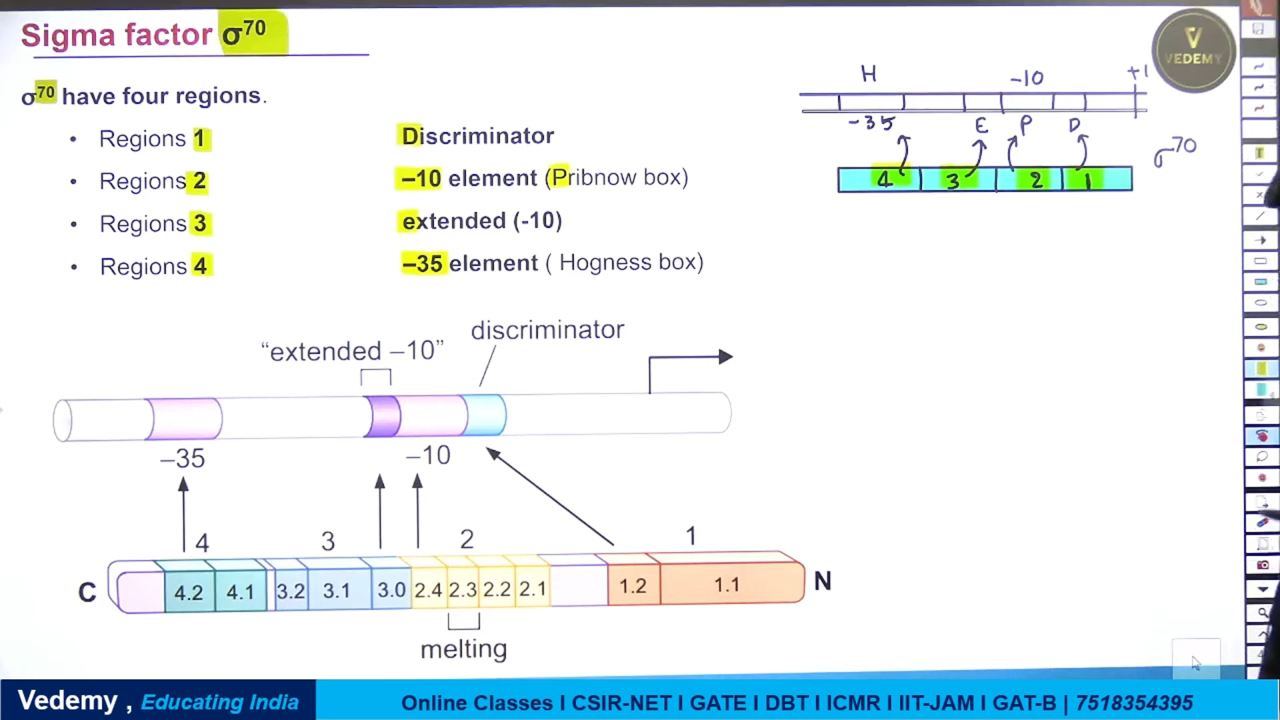 Sigma factor σ⁷⁰
σ⁷⁰ have four regions.
• Regions 1 Discriminator
• Regions 2 –10 element (Pribnow box)
• Regions 3 extended (-10)
• Regions 4 –35 element ( Hogness box)
H -10 +1
-35 E P D
σ⁷⁰
4 3 2 1
V
VEDEMY
discriminator
"extended –10"
–35 –10
4 3 2 1
C 4.2 4.1 3.2 3.1 3.0 2.4 2.3 2.2 2.1 1.2 1.1 N
melting
Vedemy , Educating India Online Classes I CSIR-NET I GATE I DBT I ICMR I IIT-JAM I GAT-B | 7518354395